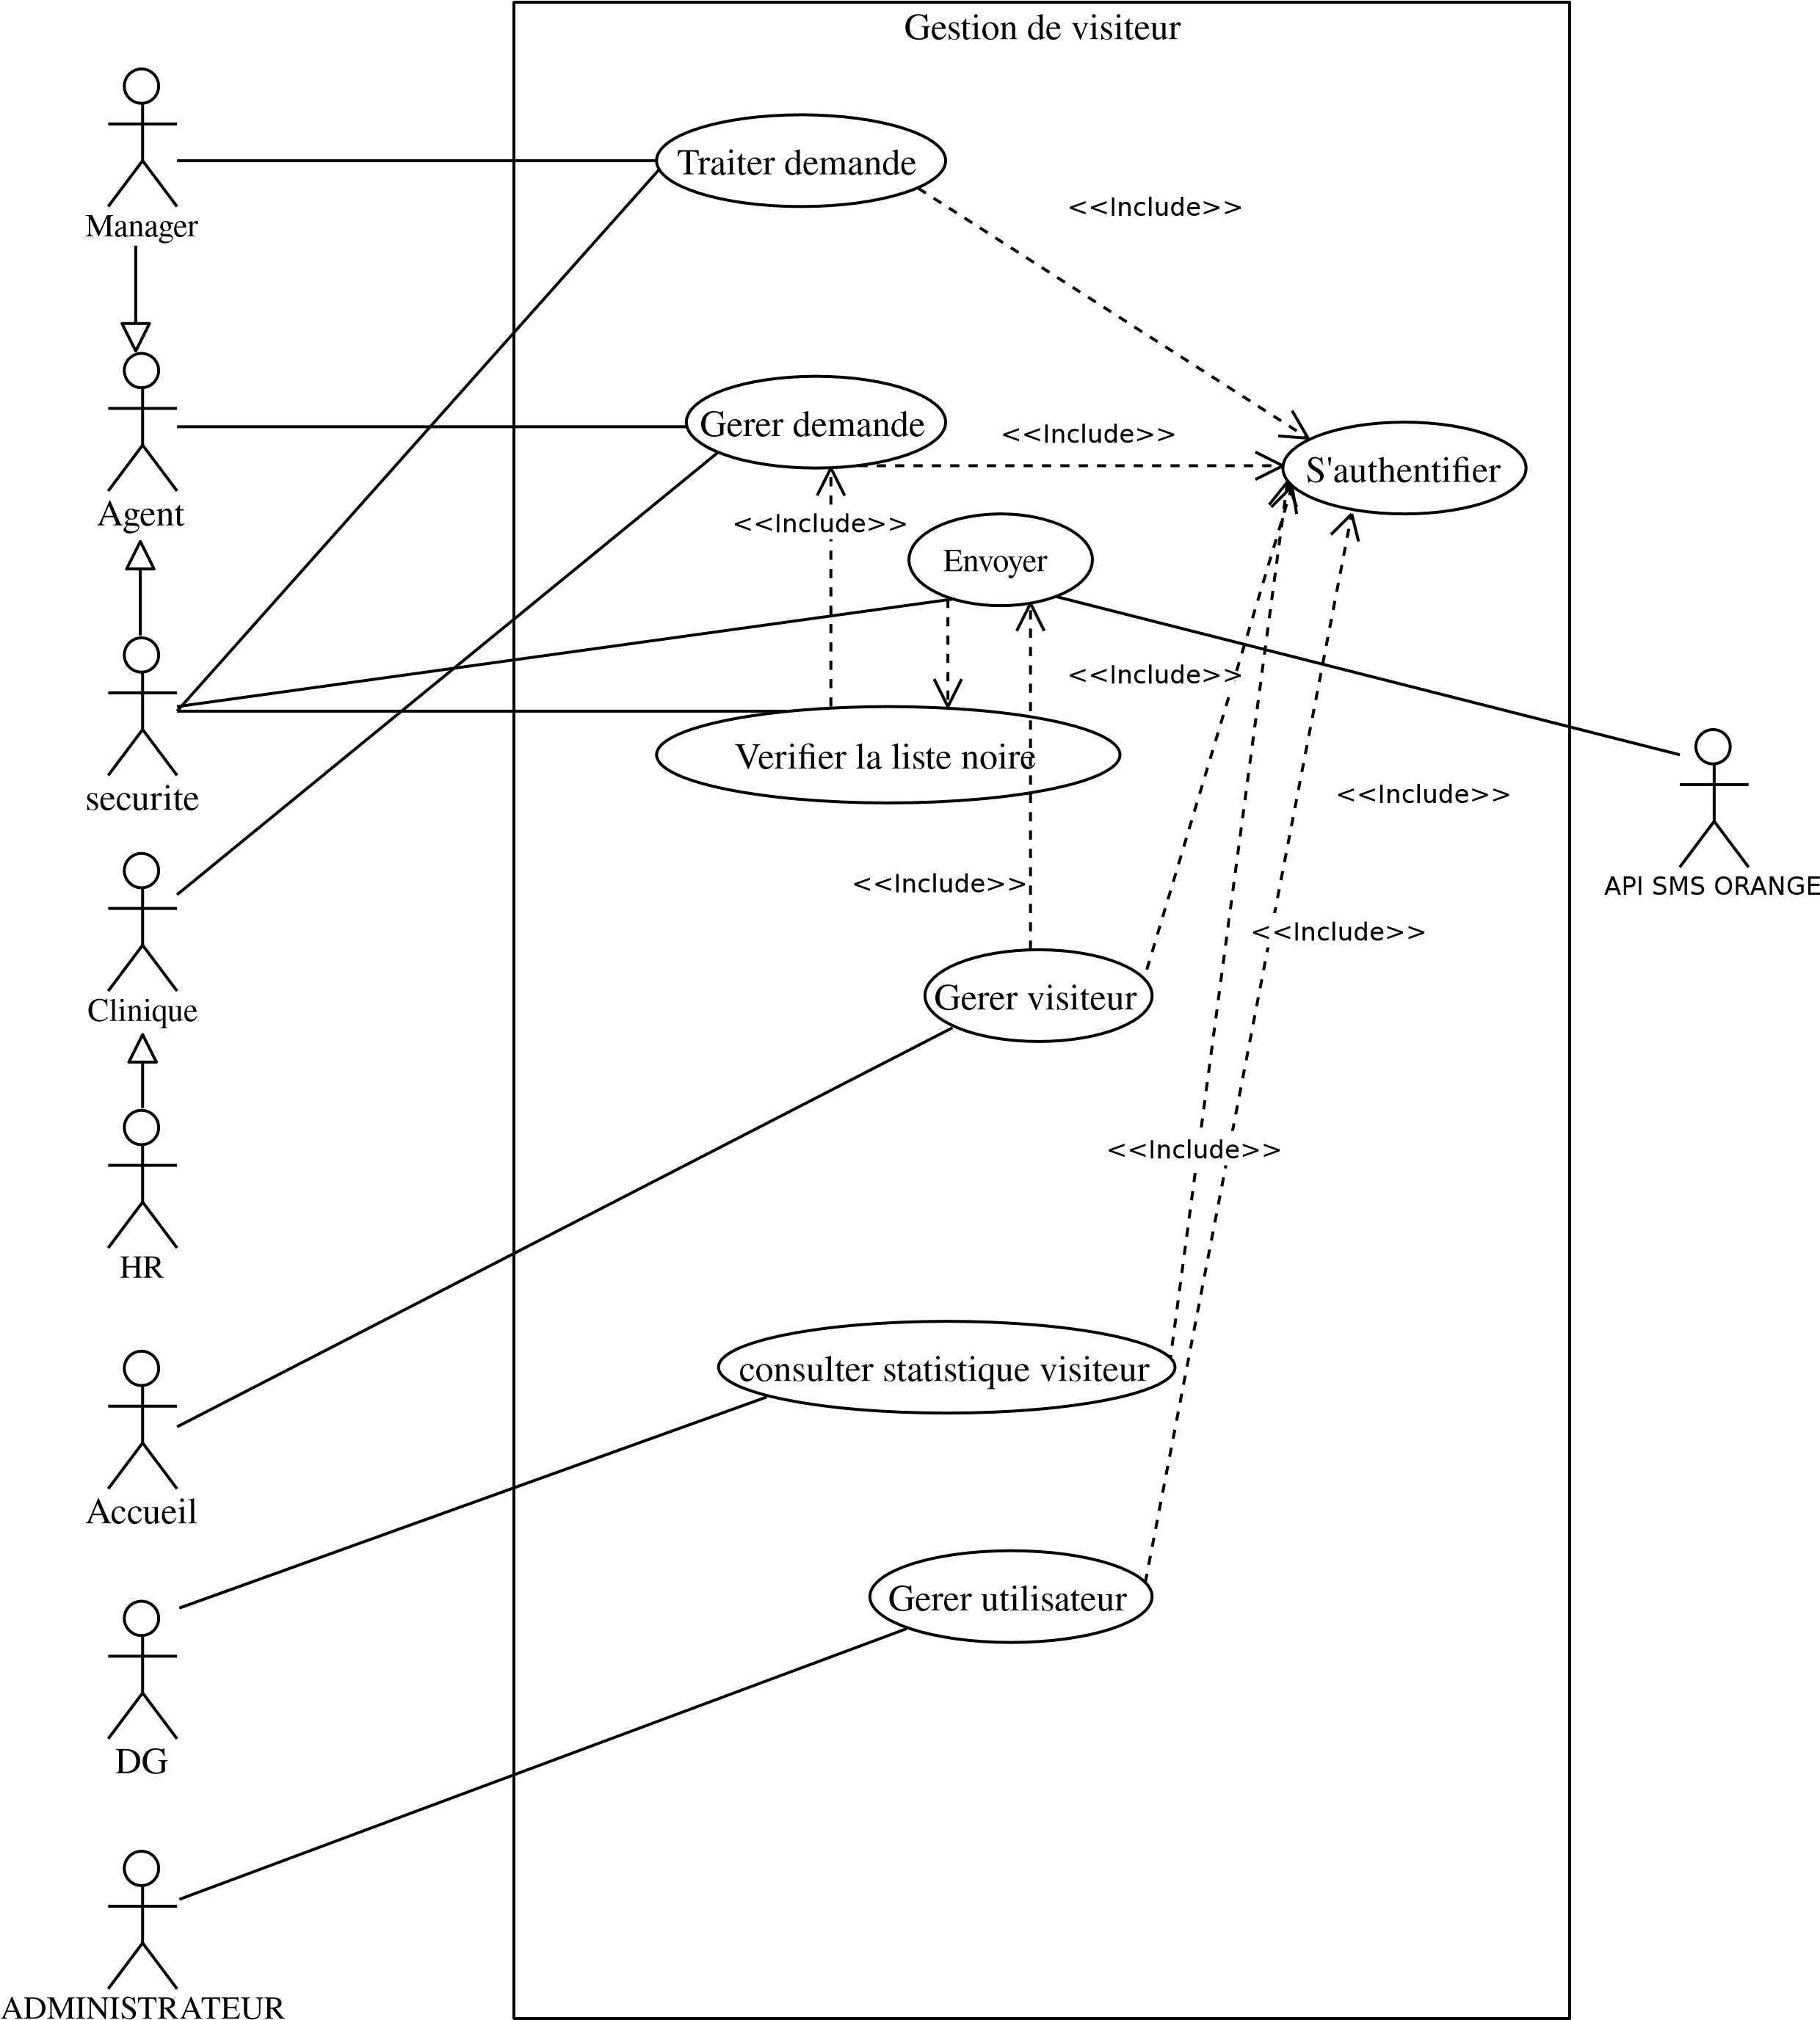 Gestion de visiteur
Traiter demande
<<Include>>
Manager
Gerer demande
<<Include>>
S'authentifier
Agent
<<Include>>
Envoyer
<<Include>>
Verifier la liste noire
securite
<<Include>>
<<Include>>
API SMS ORANGE
<<Include>>
Gerer visiteur
Clinique
<<Include>>
HR
consulter statistique visiteur
Accueil
Gerer utilisateur
DG
ADMINISTRATEUR